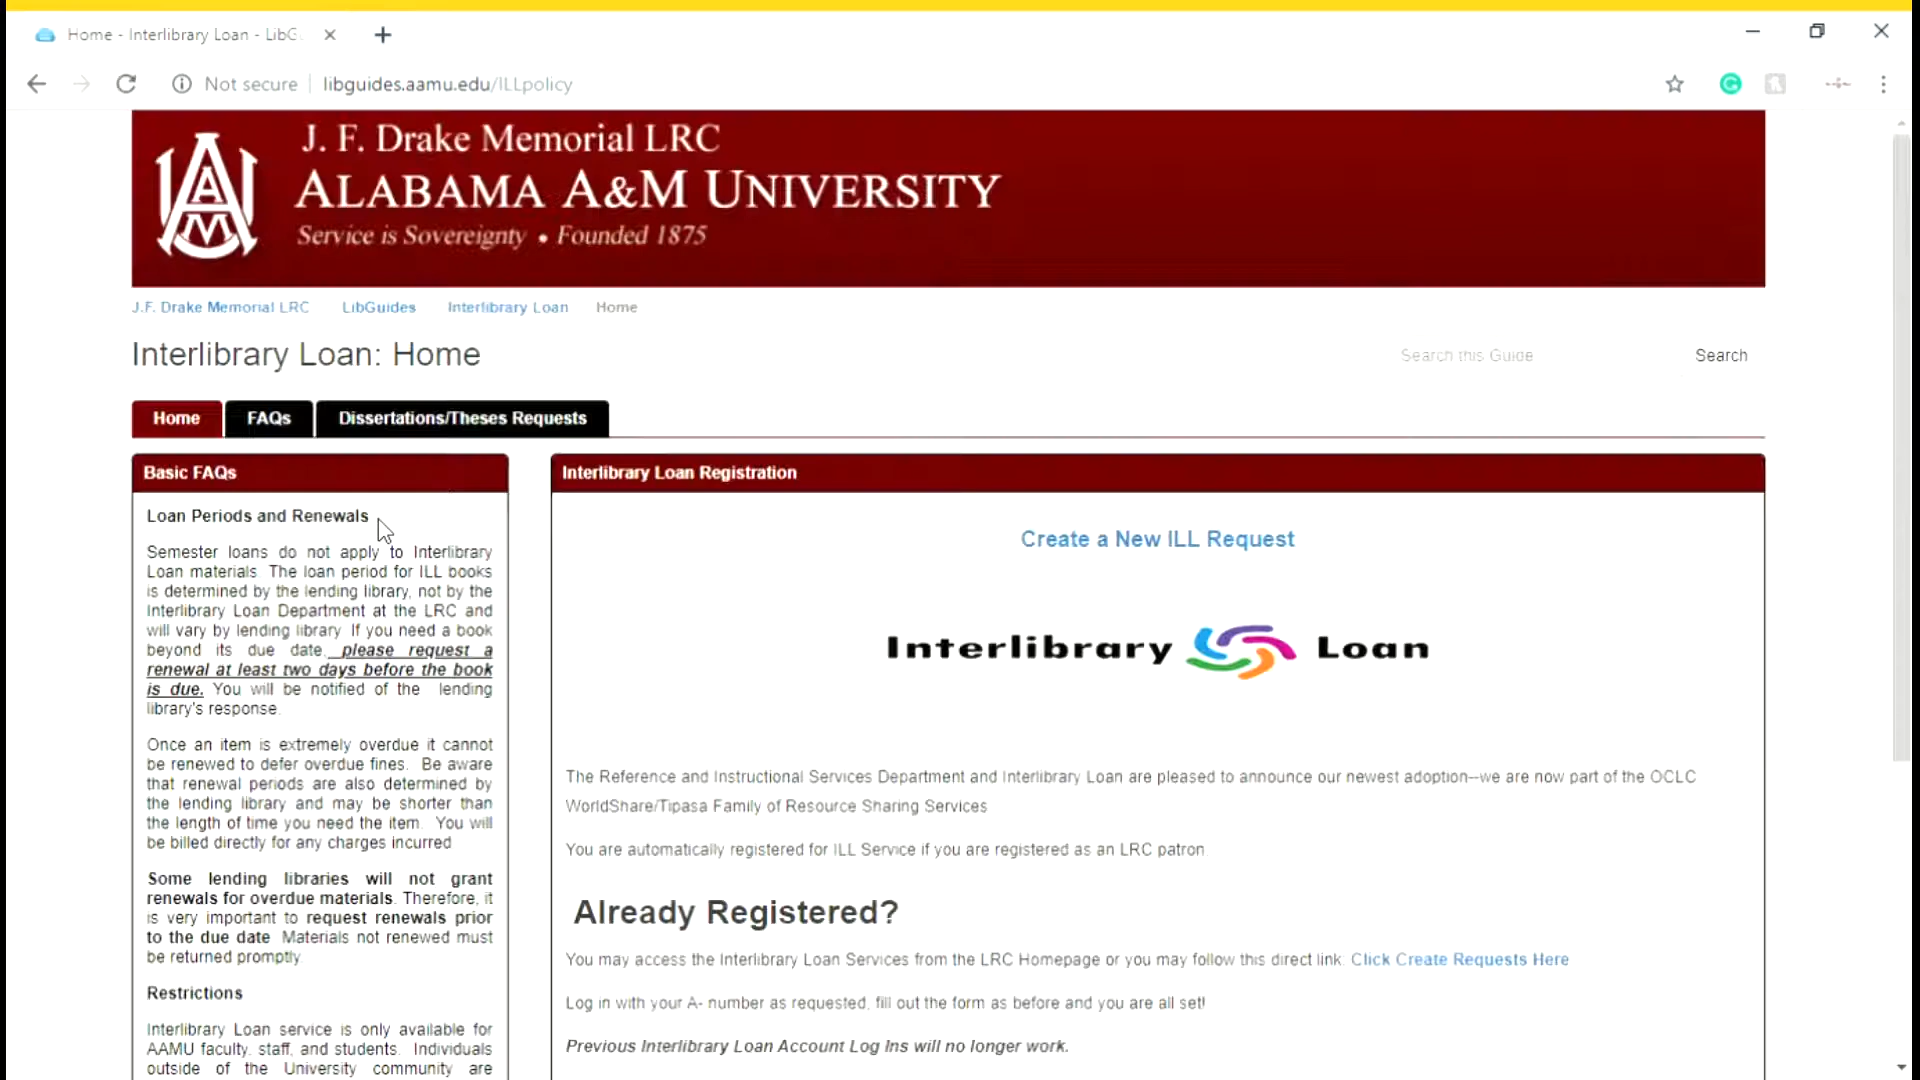 Home - Interlibrary Loan - LibG
Not secure
libguides.aamu.edu/ILLpolicy
J. F. Drake Memorial LRC
ALABAMA A&M UNIVERSITY
Service is Sovereignty • Founded 1875
J.F. Drake Memorial LRC LibGuides Interlibrary Loan Home
Interlibrary Loan: Home
Search this Guide
Search
Home FAQs Dissertations/Theses Requests
Basic FAQs
Loan Periods and Renewals
Semester loans do not apply to Interlibrary
Loan materials. The loan period for ILL books
is determined by the lending library, not by the
Interlibrary Loan Department at the LRC and
will vary by lending library. If you need a book
beyond its due date, please request a
renewal at least two days before the book
is due. You will be notified of the lending
library's response.
Once an item is extremely overdue it cannot
be renewed to defer overdue fines. Be aware
that renewal periods are also determined by
the lending library and may be shorter than
the length of time you need the item. You will
be billed directly for any charges incurred
Some lending libraries will not grant
renewals for overdue materials. Therefore, it
is very important to request renewals prior
to the due date. Materials not renewed must
be returned promptly.
Restrictions
Interlibrary Loan service is only available for
AAMU faculty, staff, and students. Individuals
outside of the University community are
Interlibrary Loan Registration
Create a New ILL Request
Interlibrary Loan
The Reference and Instructional Services Department and Interlibrary Loan are pleased to announce our newest adoption--we are now part of the OCLC
WorldShare/Tipasa Family of Resource Sharing Services
You are automatically registered for ILL Service if you are registered as an LRC patron.
Already Registered?
You may access the Interlibrary Loan Services from the LRC Homepage or you may follow this direct link: Click Create Requests Here
Log in with your A- number as requested, fill out the form as before and you are all set!
Previous Interlibrary Loan Account Log Ins will no longer work.